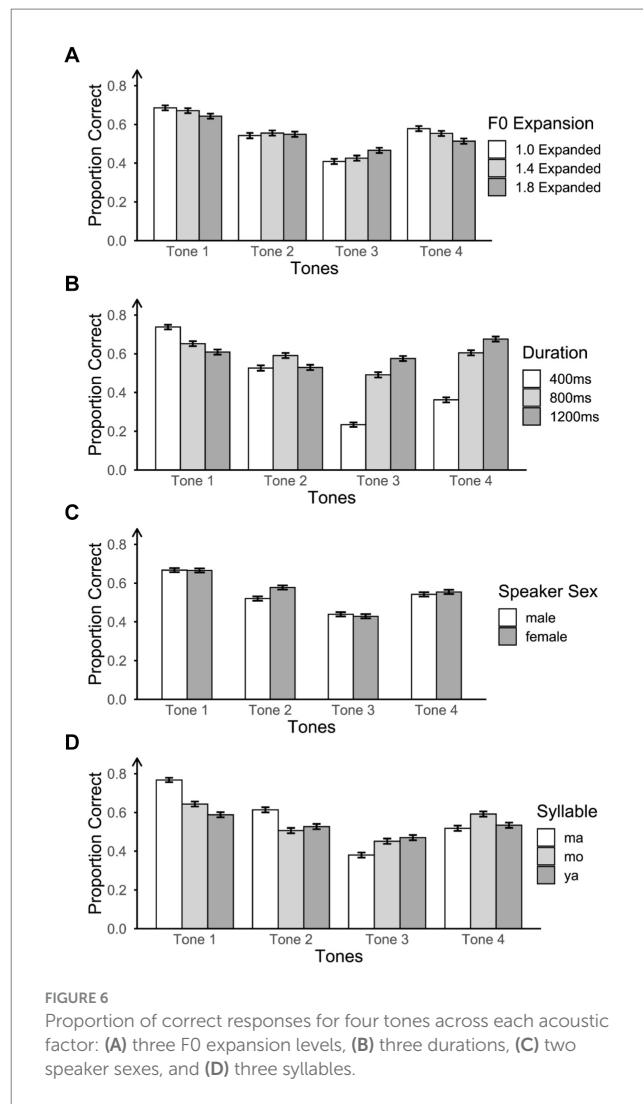 A
Proportion Correct
0.8
0.6
0.4
0.2
0.0
Tone 1 Tone 2 Tone 3 Tone 4
Tones
F0 Expansion
1.0 Expanded
1.4 Expanded
1.8 Expanded
B
Proportion Correct
0.8
0.6
0.4
0.2
0.0
Tone 1 Tone 2 Tone 3 Tone 4
Tones
Duration
400ms
800ms
1200ms
C
Proportion Correct
0.8
0.6
0.4
0.2
0.0
Tone 1 Tone 2 Tone 3 Tone 4
Tones
Speaker Sex
male
female
D
Proportion Correct
0.8
0.6
0.4
0.2
0.0
Tone 1 Tone 2 Tone 3 Tone 4
Tones
Syllable
ma
mo
ya
FIGURE 6
Proportion of correct responses for four tones across each acoustic
factor: (A) three F0 expansion levels, (B) three durations, (C) two
speaker sexes, and (D) three syllables.